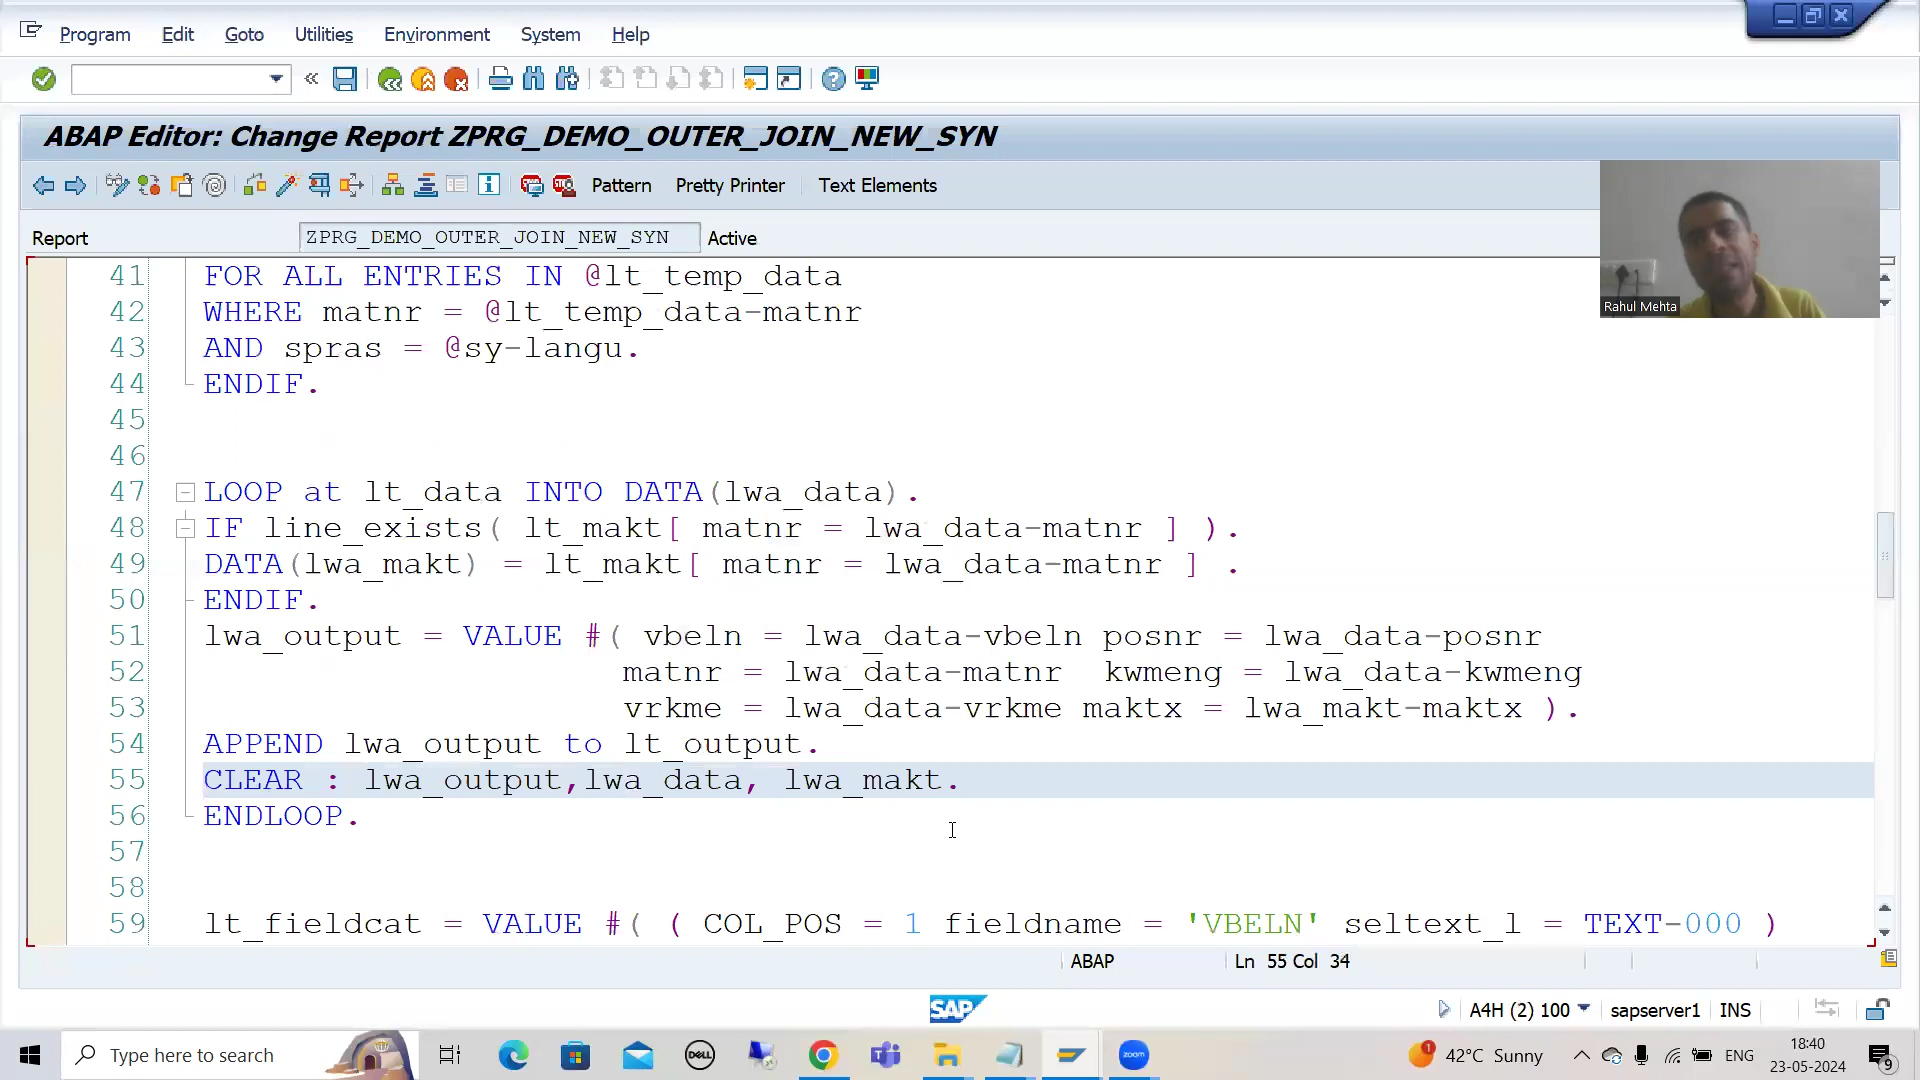 Program Edit Goto Utilities Environment System Help
ABAP Editor: Change Report ZPRG_DEMO_OUTER_JOIN_NEW_SYN
Pattern Pretty Printer Text Elements
Report ZPRG_DEMO_OUTER_JOIN_NEW_SYN Active
Rahul Mehta
41 FOR ALL ENTRIES IN @lt_temp_data
42 WHERE matnr = @lt_temp_data-matnr
43 AND spras = @sy-langu.
44 ENDIF.
45
46
47 LOOP at lt_data INTO DATA(lwa_data).
48 IF line_exists( lt_makt[ matnr = lwa_data-matnr ] ).
49 DATA(lwa_makt) = lt_makt[ matnr = lwa_data-matnr ] .
50 ENDIF.
51 lwa_output = VALUE #( vbeln = lwa_data-vbeln posnr = lwa_data-posnr
52 matnr = lwa_data-matnr kwmeng = lwa_data-kwmeng
53 vrkme = lwa_data-vrkme maktx = lwa_makt-maktx ).
54 APPEND lwa_output to lt_output.
55 CLEAR : lwa_output,lwa_data, lwa_makt.
56 ENDLOOP.
57
58
59 lt_fieldcat = VALUE #( ( COL_POS = 1 fieldname = 'VBELN' seltext_l = TEXT-000 )
ABAP Ln 55 Col 34
SAP A4H (2) 100 sapserver1 INS
Type here to search DELL zoom 1 42°C Sunny ENG 18:40
23-05-2024 9